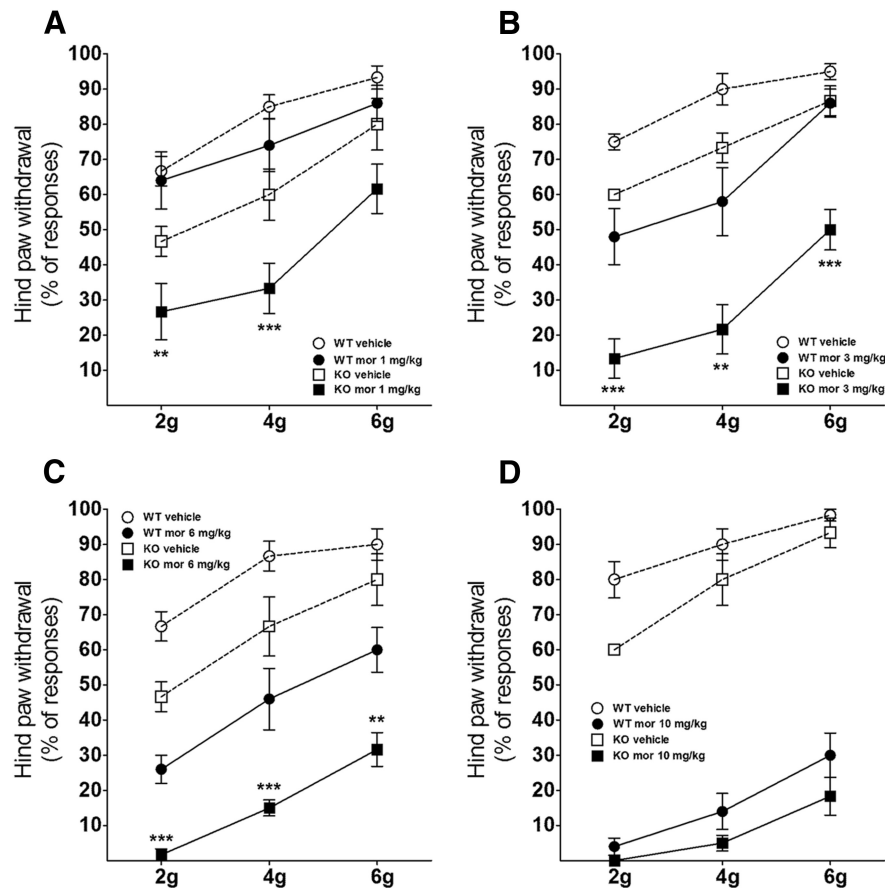 A
Hind paw withdrawal
(% of responses)
100
90
80
70
60
50
40
30
20
10
**
***
WT vehicle
WT mor 1 mg/kg
KO vehicle
KO mor 1 mg/kg
2g 4g 6g
B
Hind paw withdrawal
(% of responses)
100
90
80
70
60
50
40
30
20
10
***
**
***
WT vehicle
WT mor 3 mg/kg
KO vehicle
KO mor 3 mg/kg
2g 4g 6g
C
Hind paw withdrawal
(% of responses)
100
90
80
70
60
50
40
30
20
10
WT vehicle
WT mor 6 mg/kg
KO vehicle
KO mor 6 mg/kg
***
***
**
2g 4g 6g
D
Hind paw withdrawal
(% of responses)
100
90
80
70
60
50
40
30
20
10
WT vehicle
WT mor 10 mg/kg
KO vehicle
KO mor 10 mg/kg
2g 4g 6g